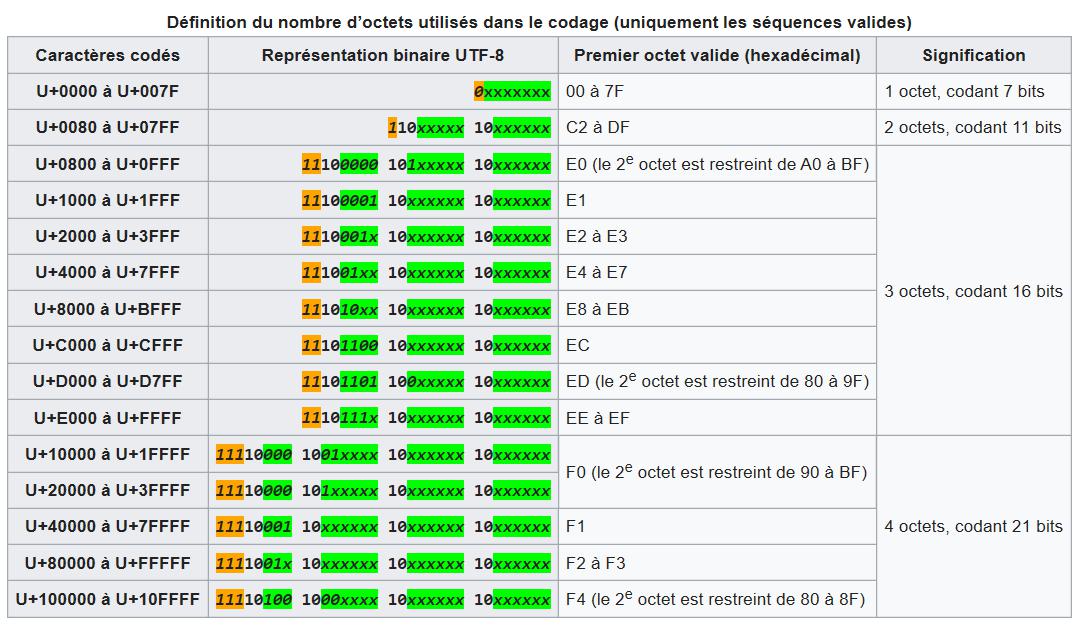 Définition du nombre d’octets utilisés dans le codage (uniquement les séquences valides)
Caractères codés Représentation binaire UTF-8 Premier octet valide (hexadécimal) Signification
U+0000 à U+007F 0xxxxxxx 00 à 7F 1 octet, codant 7 bits
U+0080 à U+07FF 110xxxxx 10xxxxxx C2 à DF 2 octets, codant 11 bits
U+0800 à U+0FFF 11100000 101xxxxx 10xxxxxx E0 (le 2e octet est restreint de A0 à BF)
U+1000 à U+1FFF 11100001 10xxxxxx 10xxxxxx E1
U+2000 à U+3FFF 1110001x 10xxxxxx 10xxxxxx E2 à E3
U+4000 à U+7FFF 111001xx 10xxxxxx 10xxxxxx E4 à E7
U+8000 à U+BFFF 111010xx 10xxxxxx 10xxxxxx E8 à EB
3 octets, codant 16 bits
U+C000 à U+CFFF 11101100 10xxxxxx 10xxxxxx EC
U+D000 à U+D7FF 11101101 100xxxxx 10xxxxxx ED (le 2e octet est restreint de 80 à 9F)
U+E000 à U+FFFF 1110111x 10xxxxxx 10xxxxxx EE à EF
U+10000 à U+1FFFF 11110000 1001xxxx 10xxxxxx 10xxxxxx
F0 (le 2e octet est restreint de 90 à BF)
U+20000 à U+3FFFF 11110000 101xxxxx 10xxxxxx 10xxxxxx
U+40000 à U+7FFFF 11110001 10xxxxxx 10xxxxxx 10xxxxxx F1 4 octets, codant 21 bits
U+80000 à U+FFFFF 1111001x 10xxxxxx 10xxxxxx 10xxxxxx F2 à F3
U+100000 à U+10FFFF 11110100 1000xxxx 10xxxxxx 10xxxxxx F4 (le 2e octet est restreint de 80 à 8F)